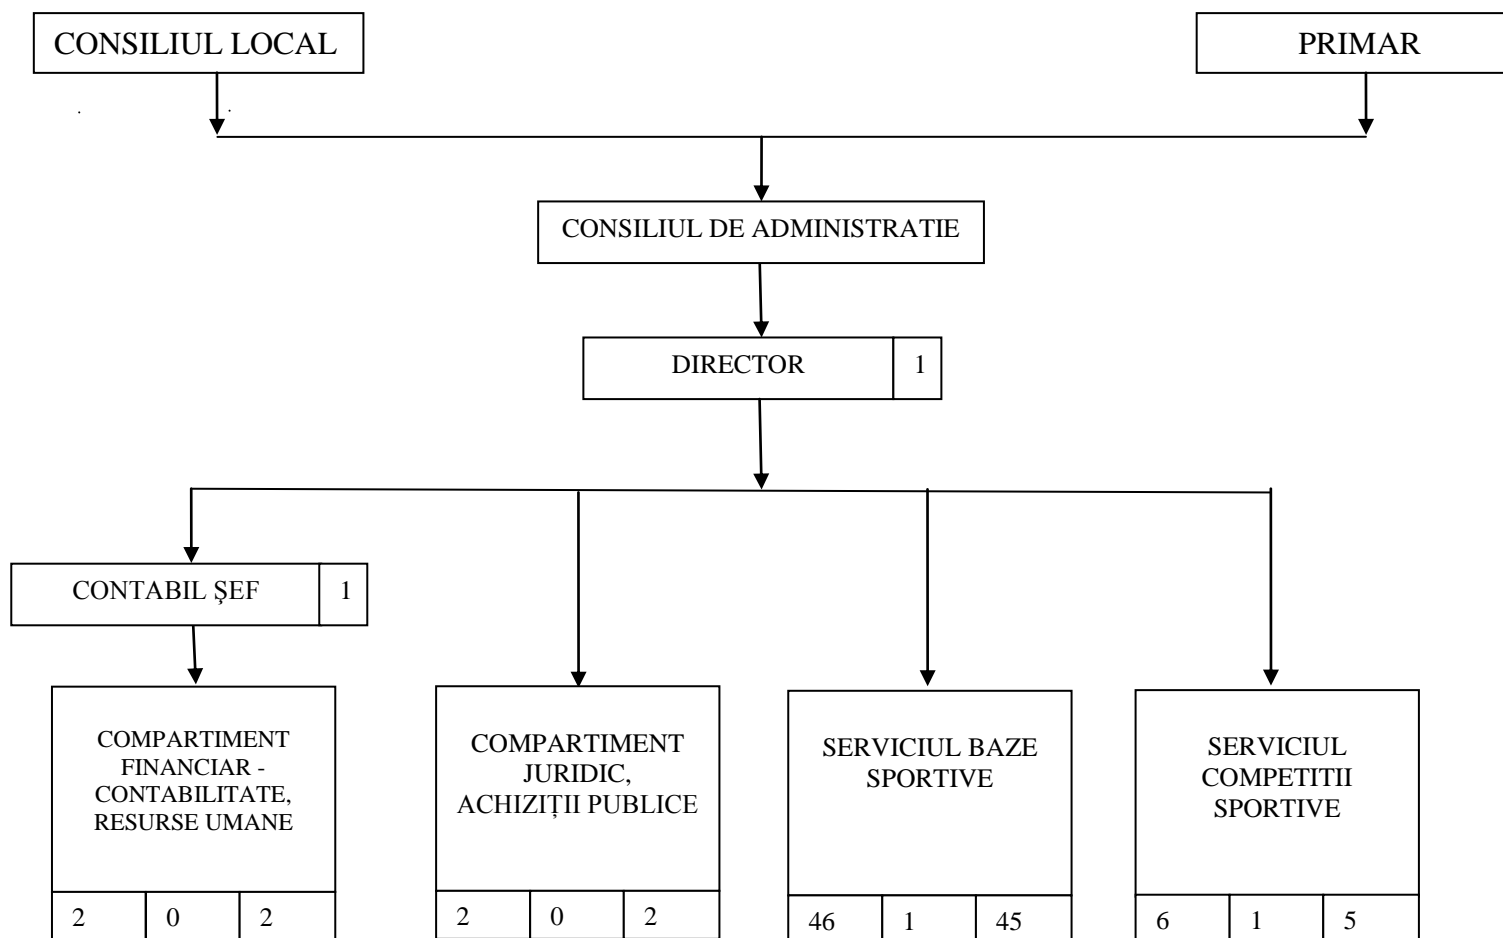 CONSILIUL LOCAL
PRIMAR
CONSILIUL DE ADMINISTRATIE
DIRECTOR 1
CONTABIL ŞEF 1
COMPARTIMENT
FINANCIAR -
CONTABILITATE,
RESURSE UMANE
2 0 2
COMPARTIMENT
JURIDIC,
ACHIZIȚII PUBLICE
2 0 2
SERVICIUL BAZE
SPORTIVE
46 1 45
SERVICIUL
COMPETITII
SPORTIVE
6 1 5